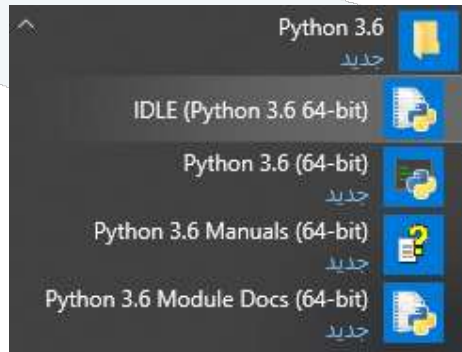 Python 3.6
جديد
IDLE (Python 3.6 64-bit)
Python 3.6 (64-bit)
جديد
Python 3.6 Manuals (64-bit)
جديد
Python 3.6 Module Docs (64-bit)
جديد